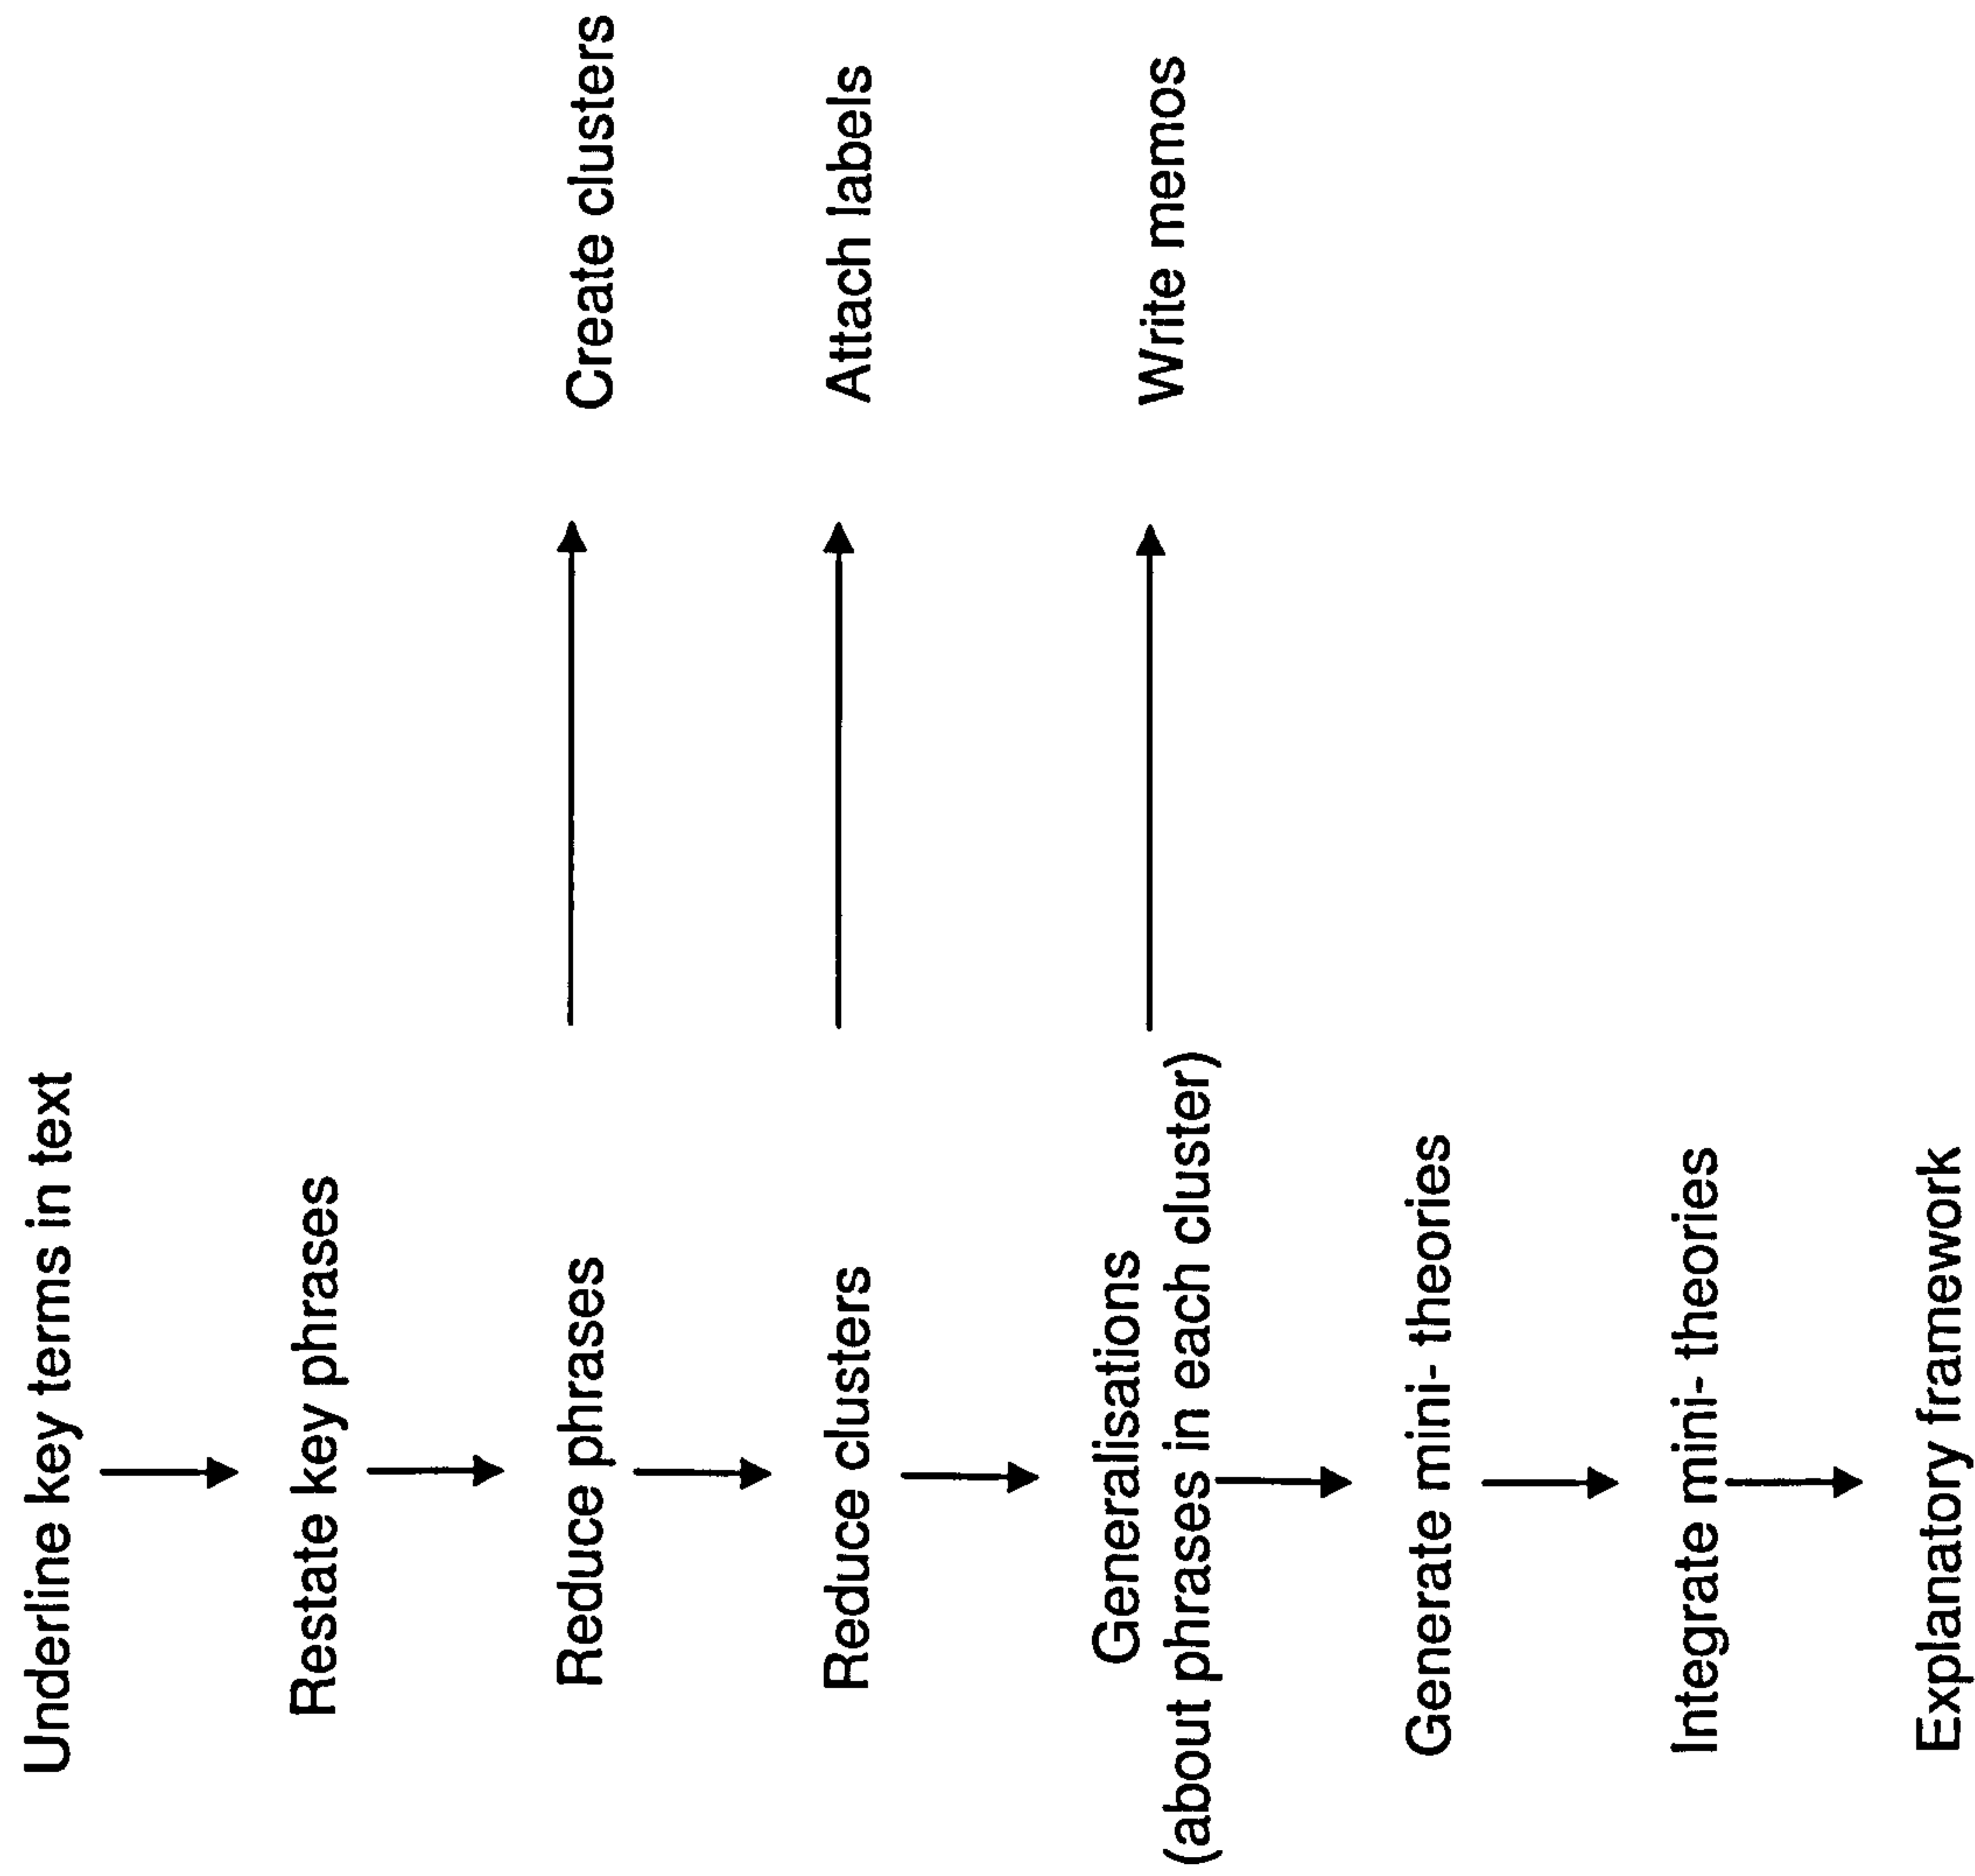 Underline key terms in text
Restate key phrases
Reduce phrases
Create clusters
Reduce clusters
Attach labels
Generalisations
(about phrases in each cluster)
Write memos
Generate mini- theories
Integrate mini- theories
Explanatory framework